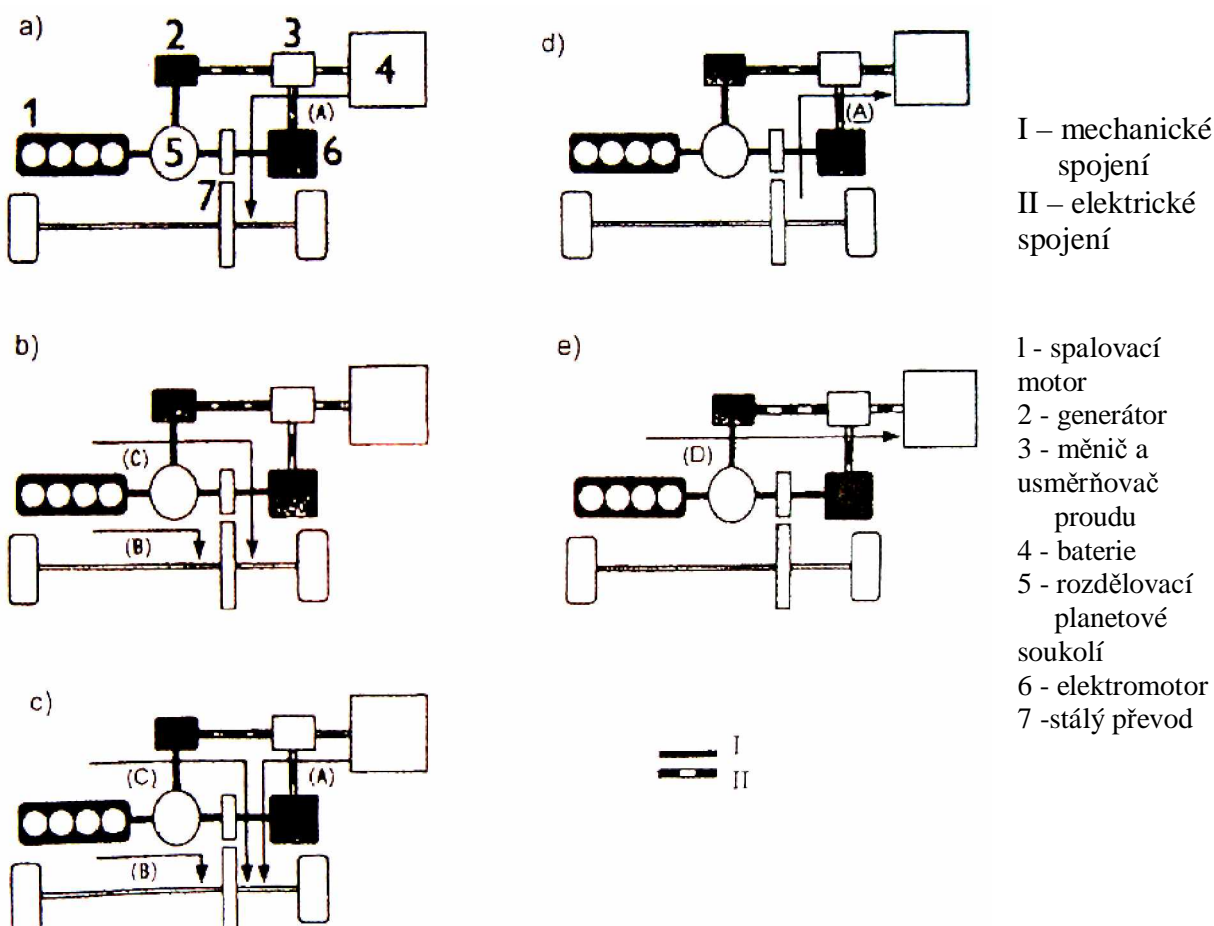 a)
2
3
4
1
(A)
5
6
7
d)
(A)
I – mechanické
spojení
II – elektrické
spojení
b)
(C)
(B)
e)
(D)
l - spalovací
motor
2 - generátor
3 - měnič a
usměrňovač
proudu
4 - baterie
5 - rozdělovací
planetové
soukolí
6 - elektromotor
7 -stálý převod
c)
(C)
(A)
(B)
I
II